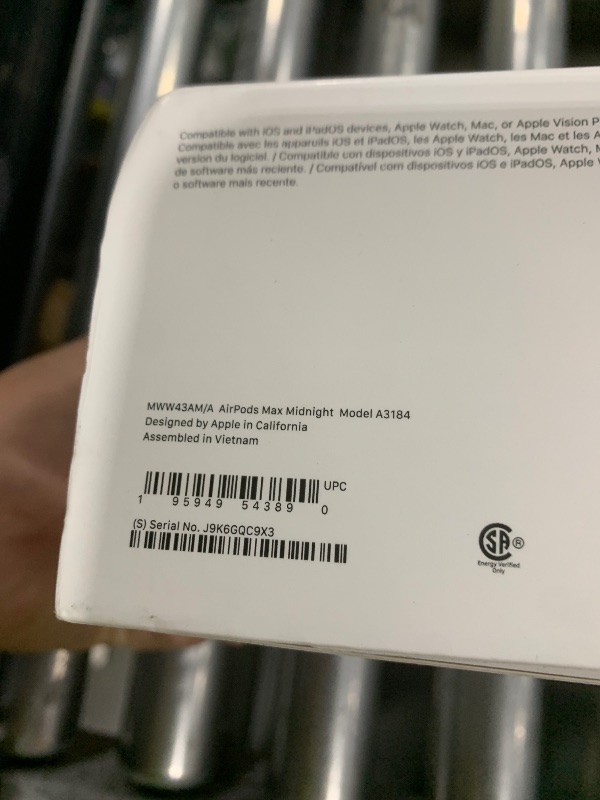 Compatible with iOS and iPadOS devices, Apple Watch, Mac, or Apple Vision P
Compatible avec les appareils iOS et iPadOS, les Apple Watch, les Mac et les A
version du logiciel. / Compatible con dispositivos iOS y iPadOS, Apple Watch, M
de software más reciente. / Compatível com dispositivos iOS e iPadOS, Apple
o software mais recente.
MWW43AM/A AirPods Max Midnight Model A3184
Designed by Apple in California
Assembled in Vietnam
UPC
1 95949 54389 0
(S) Serial No. J9K6GQC9X3
SA ®
Energy Verified
Only